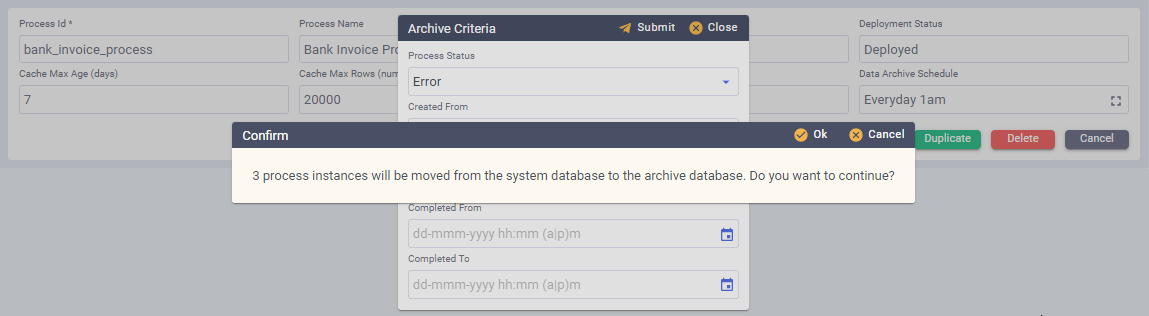 Process Id *
bank_invoice_process
Process Name
Bank Invoice Pro
Deployment Status
Deployed
Cache Max Age (days)
7
Cache Max Rows (num
20000
Data Archive Schedule
Everyday 1am
Duplicate
Delete
Cancel
Archive Criteria
Submit
Close
Process Status
Error
Created From
Confirm
Ok
Cancel
3 process instances will be moved from the system database to the archive database. Do you want to continue?
Completed From
dd-mmm-yyyy hh:mm (a|p)m
Completed To
dd-mmm-yyyy hh:mm (a|p)m